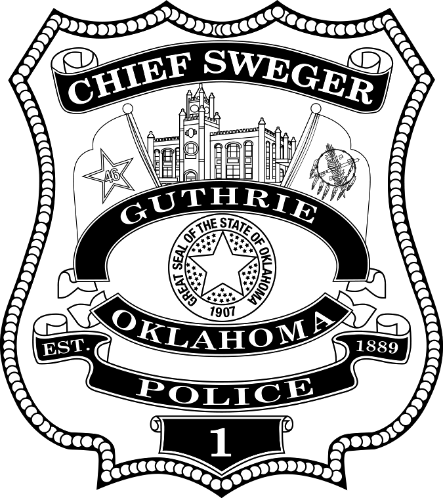 CHIEF SWEGER
46
GUTHRIE
GREAT SEAL OF THE STATE OF OKLAHOMA
1907
OKLAHOMA
EST. 1889
POLICE
1